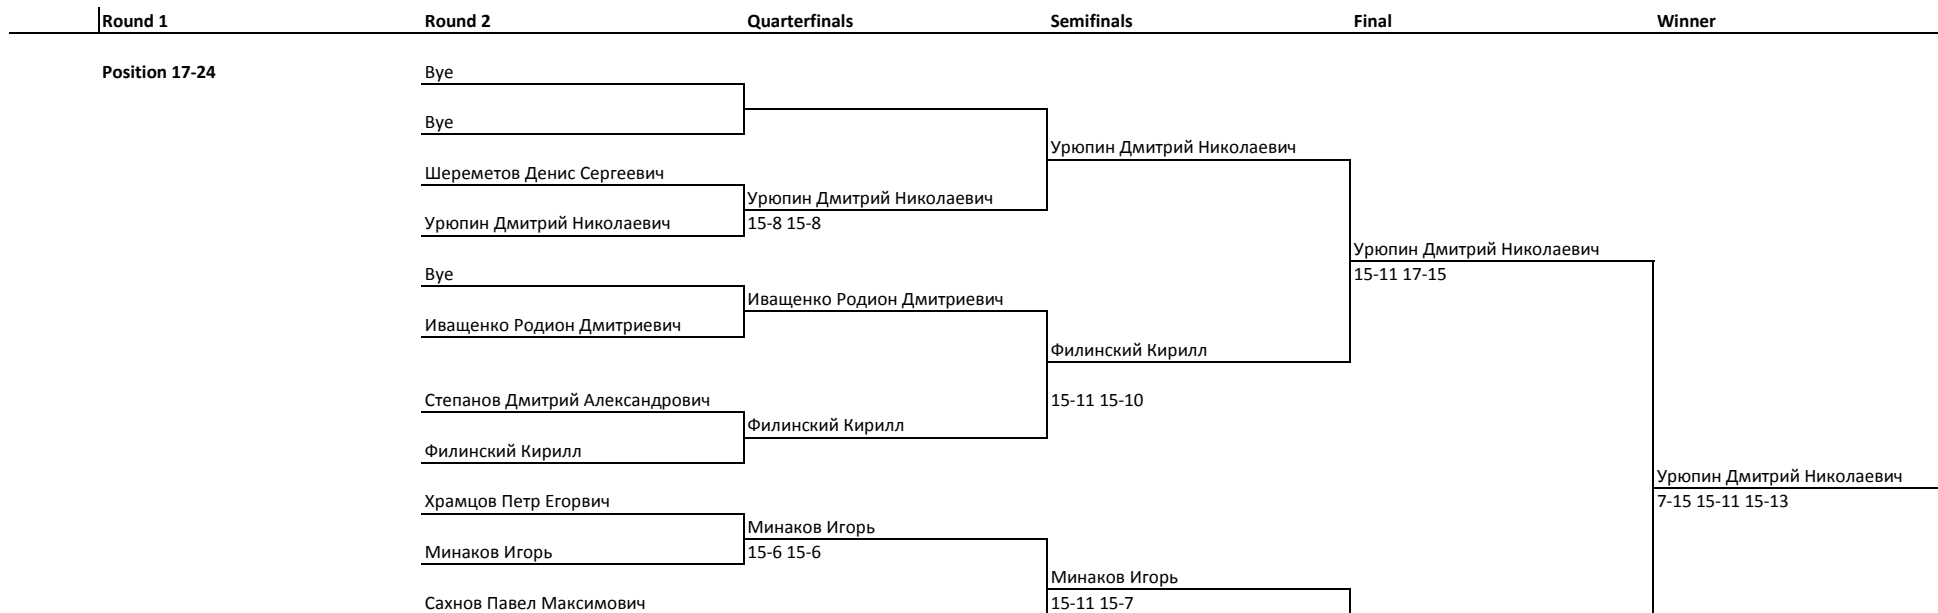 Round 1 Round 2 Quarterfinals Semifinals Final Winner
Position 17-24 Bye
Bye
Урюпин Дмитрий Николаевич
Шереметов Денис Сергеевич
Урюпин Дмитрий Николаевич
Урюпин Дмитрий Николаевич 15-8 15-8
Урюпин Дмитрий Николаевич
Bye 15-11 17-15
Иващенко Родион Дмитриевич
Иващенко Родион Дмитриевич
Филинский Кирилл
Степанов Дмитрий Александрович 15-11 15-10
Филинский Кирилл
Филинский Кирилл
Урюпин Дмитрий Николаевич
Храмцов Петр Егорвич 7-15 15-11 15-13
Минаков Игорь
Минаков Игорь 15-6 15-6
Минаков Игорь
Сахнов Павел Максимович 15-11 15-7